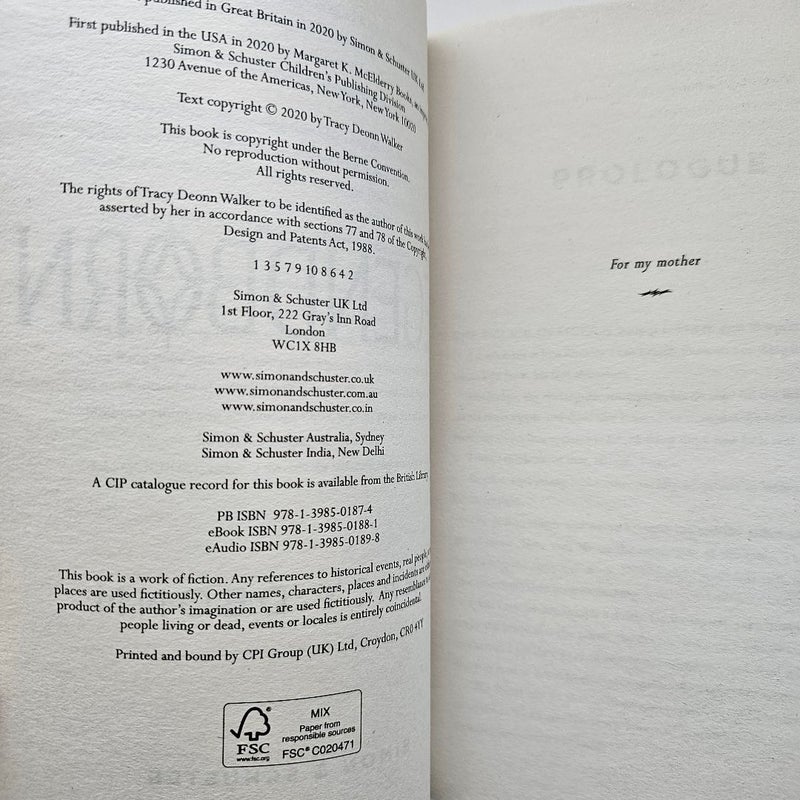 published in Great Britain in 2020 by Simon & Schuster UK Ltd
First published in the USA in 2020 by Margaret K. McElderry Books, an
Simon & Schuster Children's Publishing Division
1230 Avenue of the Americas, New York, New York 10020
Text copyright © 2020 by Tracy Deonn Walker
This book is copyright under the Berne Convention.
No reproduction without permission.
All rights reserved.
The rights of Tracy Deonn Walker to be identified as the author of this work
asserted by her in accordance with sections 77 and 78 of the Copyright,
Design and Patents Act, 1988.
1 3 5 7 9 10 8 6 4 2
Simon & Schuster UK Ltd
1st Floor, 222 Gray's Inn Road
London
WC1X 8HB
www.simonandschuster.co.uk
www.simonandschuster.com.au
www.simonandschuster.co.in
Simon & Schuster Australia, Sydney
Simon & Schuster India, New Delhi
A CIP catalogue record for this book is available from the British Library
PB ISBN 978-1-3985-0187-4
eBook ISBN 978-1-3985-0188-1
eAudio ISBN 978-1-3985-0189-8
This book is a work of fiction. Any references to historical events, real people,
places are used fictitiously. Other names, characters, places and incidents are
product of the author's imagination or are used fictitiously. Any resemblance
people living or dead, events or locales is entirely coincidental.
Printed and bound by CPI Group (UK) Ltd, Croydon, CR0 4YY
FSC
www.fsc.org
MIX
Paper from
responsible sources
FSC® C020471
For my mother